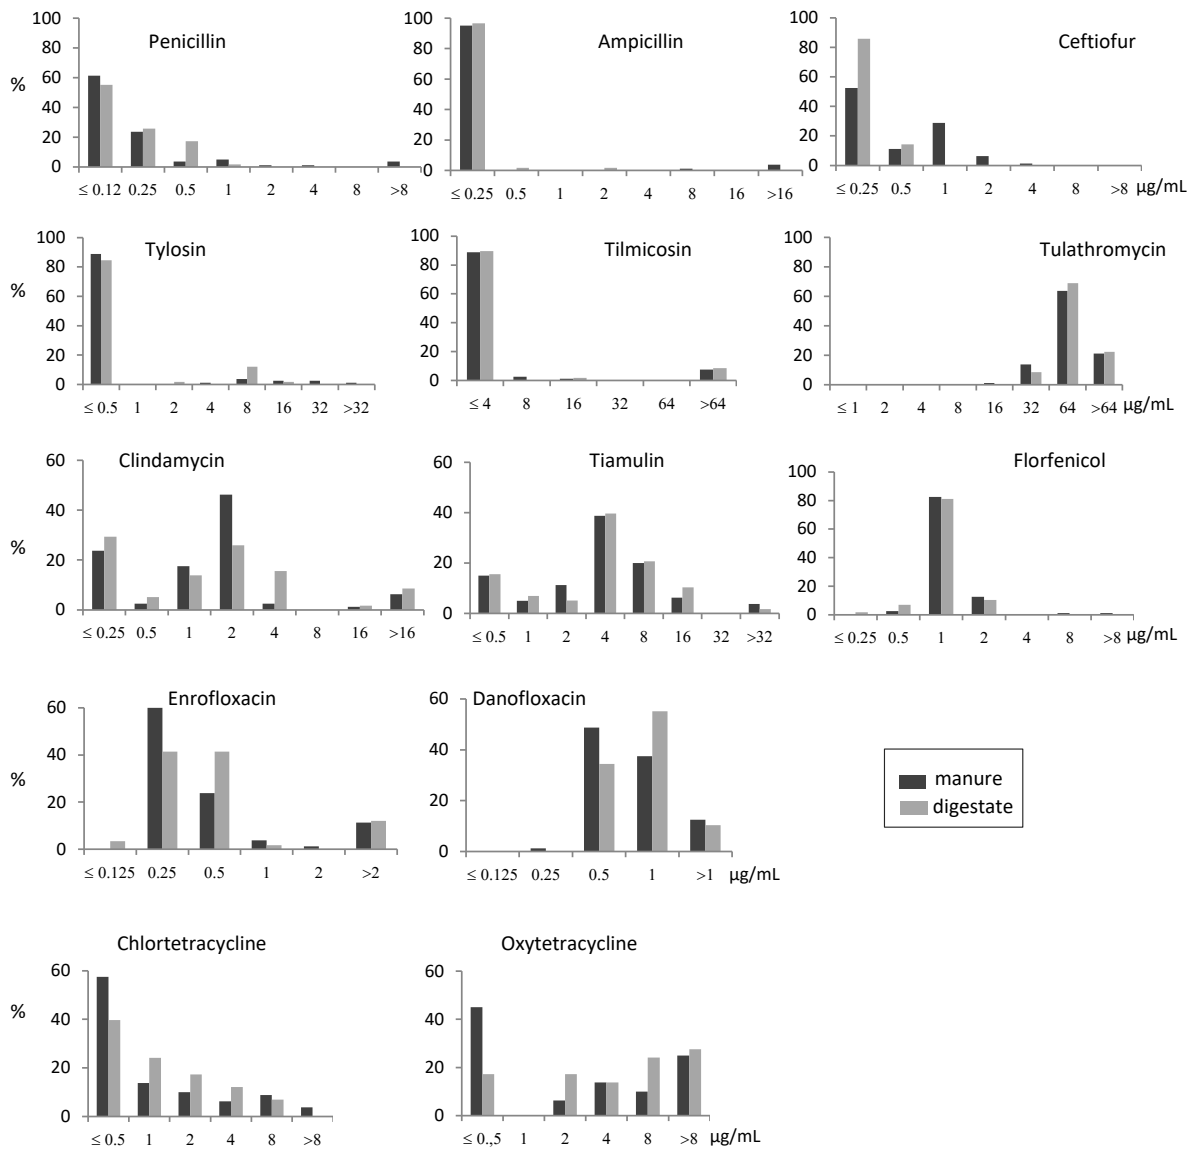 Penicillin
%
100
80
60
40
20
0
≤ 0.12 0.25 0.5 1 2 4 8 >8
Ampicillin
100
80
60
40
20
0
≤ 0.25 0.5 1 2 4 8 16 >16
Ceftiofur
100
80
60
40
20
0
≤ 0.25 0.5 1 2 4 8 >8 µg/mL
Tylosin
%
100
80
60
40
20
0
≤ 0.5 1 2 4 8 16 32 >32
Tilmicosin
100
80
60
40
20
0
≤ 4 8 16 32 64 >64
Tulathromycin
100
80
60
40
20
0
≤ 1 2 4 8 16 32 64 >64 µg/mL
Clindamycin
%
60
40
20
0
≤ 0.25 0.5 1 2 4 8 16 >16
Tiamulin
60
40
20
0
≤ 0.5 1 2 4 8 16 32 >32
Florfenicol
100
80
60
40
20
0
≤ 0.25 0.5 1 2 4 8 >8 µg/mL
Enrofloxacin
%
60
40
20
0
≤ 0.125 0.25 0.5 1 2 >2
Danofloxacin
60
40
20
0
≤ 0.125 0.25 0.5 1 >1 µg/mL
manure
digestate
Chlortetracycline
%
60
40
20
0
≤ 0.5 1 2 4 8 >8
Oxytetracycline
60
40
20
0
≤ 0.,5 1 2 4 8 >8 µg/mL